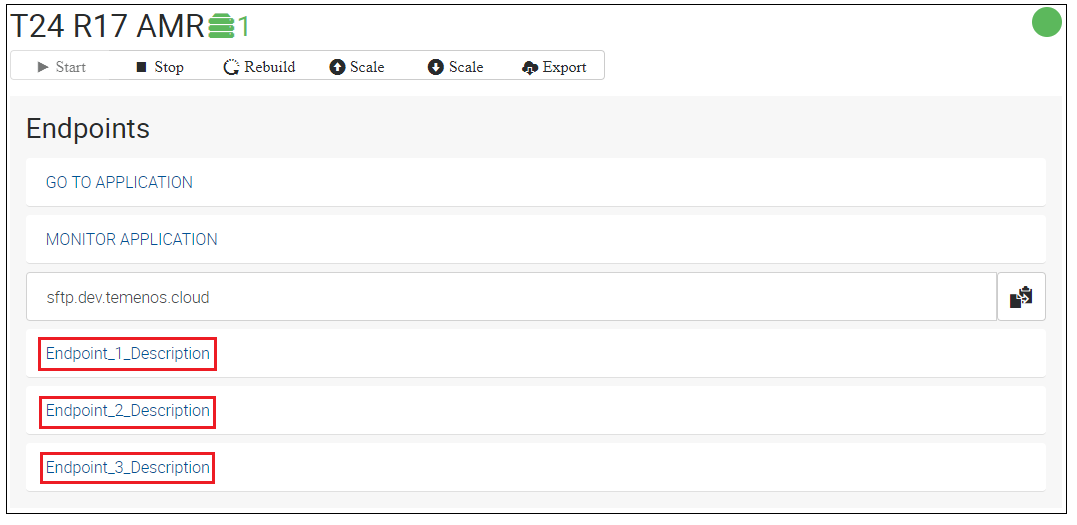 T24 R17 AMR 1
Start Stop Rebuild Scale Scale Export
Endpoints
GO TO APPLICATION
MONITOR APPLICATION
sftp.dev.temenos.cloud
Endpoint_1_Description
Endpoint_2_Description
Endpoint_3_Description